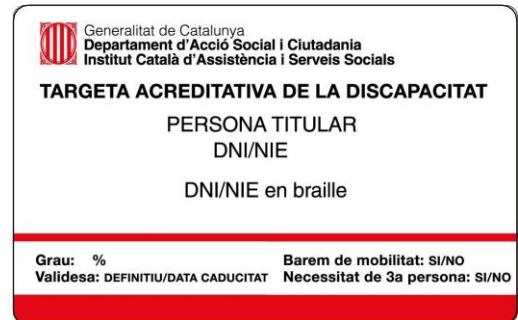 Generalitat de Catalunya
Departament d'Acció Social i Ciutadania
Institut Català d'Assistència i Serveis Socials
TARGETA ACREDITATIVA DE LA DISCAPACITAT
PERSONA TITULAR
DNI/NIE
DNI/NIE en braille
Grau: % Barem de mobilitat: SI/NO
Validesa: DEFINITIU/DATA CADUCITAT Necessitat de 3a persona: SI/NO